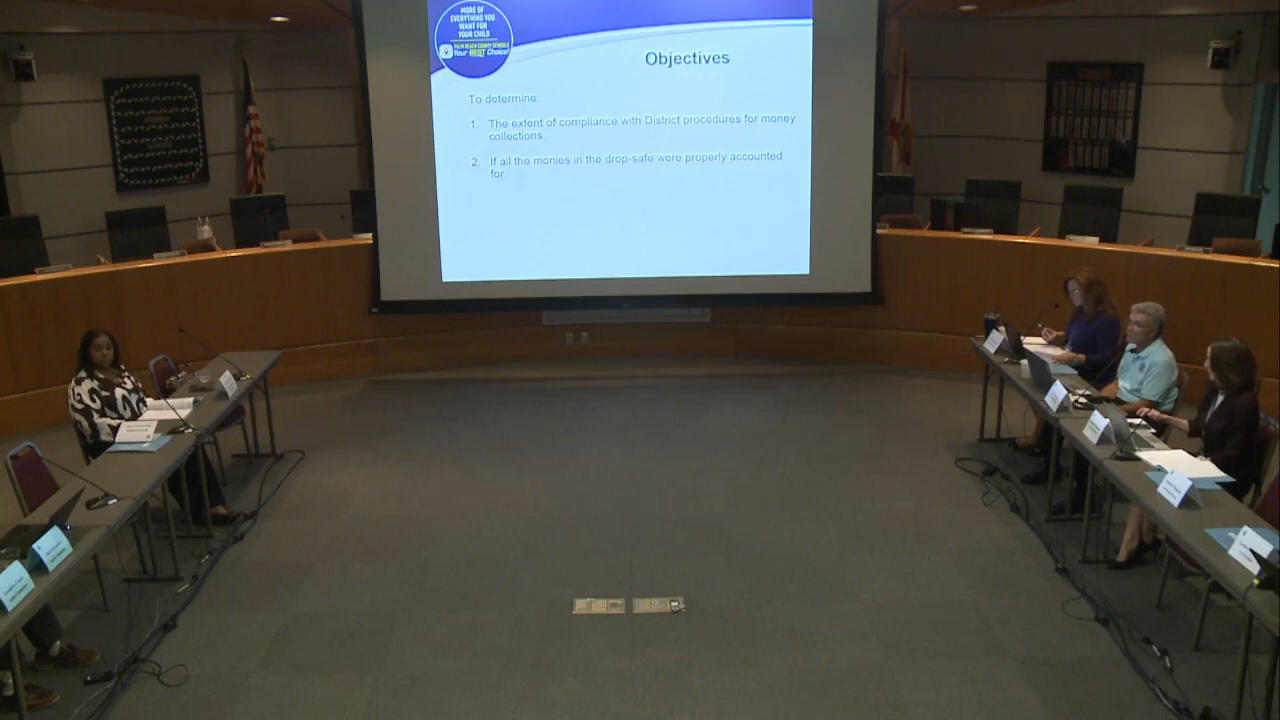 MORE OF
EVERYTHING YOU
WANT FOR
YOUR CHILD
PALM BEACH COUNTY SCHOOLS
Your BEST Choice!
Objectives
To determine:
1. The extent of compliance with District procedures for money
collections.
2. If all the monies in the drop-safe were properly accounted
for.